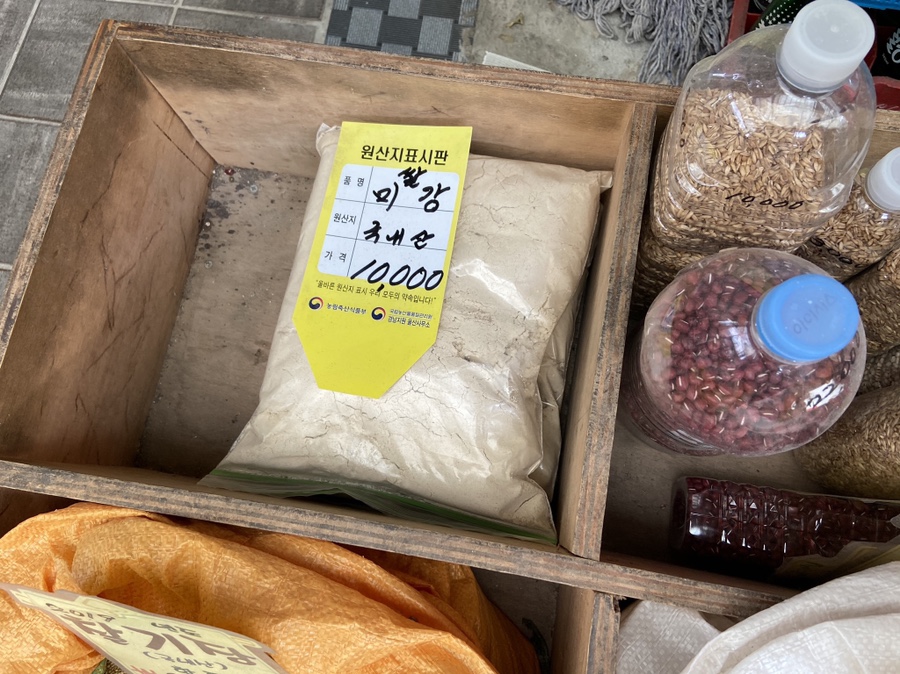 원산지표시판
품 명
쌀
미강
원산지
국내산
가 격
10,000
"올바른 원산지 표시 우리 모두의 약속입니다!"
농림축산식품부
국립농산물품질관리원
경남지원 울산사무소
10,000